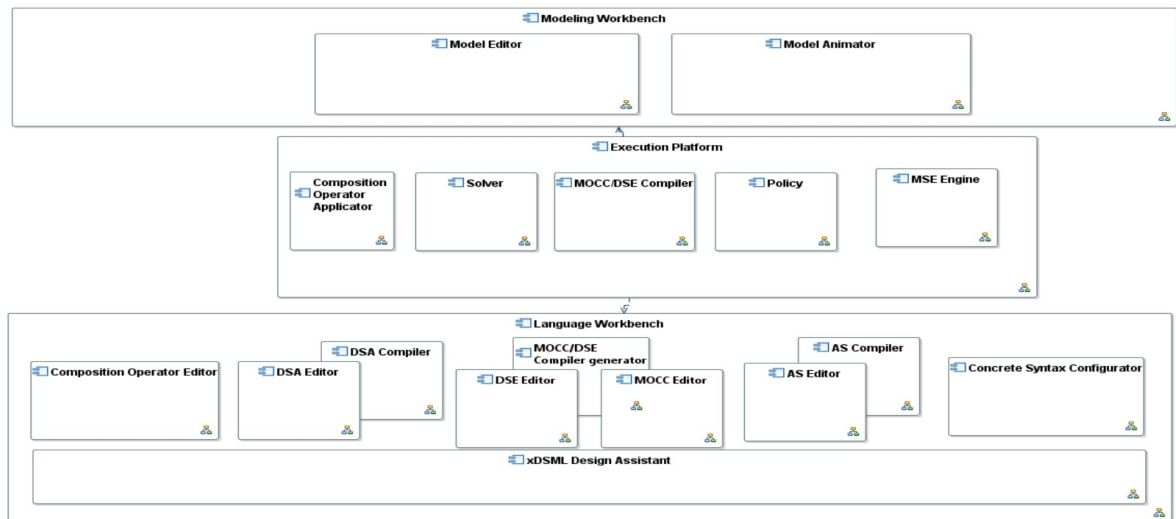 Modeling Workbench
Model Editor
Model Animator
Execution Platform
Composition
Operator
Applicator
Solver
MOCC/DSE Compiler
Policy
MSE Engine
Language Workbench
DSA Compiler
MOCC/DSE
Compiler generator
AS Compiler
Composition Operator Editor
DSA Editor
DSE Editor
MOCC Editor
AS Editor
Concrete Syntax Configurator
xDSML Design Assistant